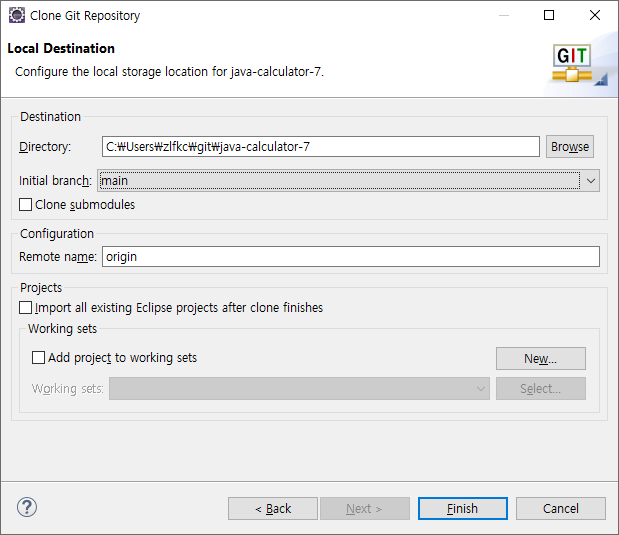 Clone Git Repository
Local Destination
Configure the local storage location for java-calculator-7.
GIT
Destination
Directory: C:₩Users₩zlfkc₩git₩java-calculator-7 Browse
Initial branch: main
Clone submodules
Configuration
Remote name: origin
Projects
Import all existing Eclipse projects after clone finishes
Working sets
Add project to working sets New...
Working sets: Select...
? < Back Next > Finish Cancel